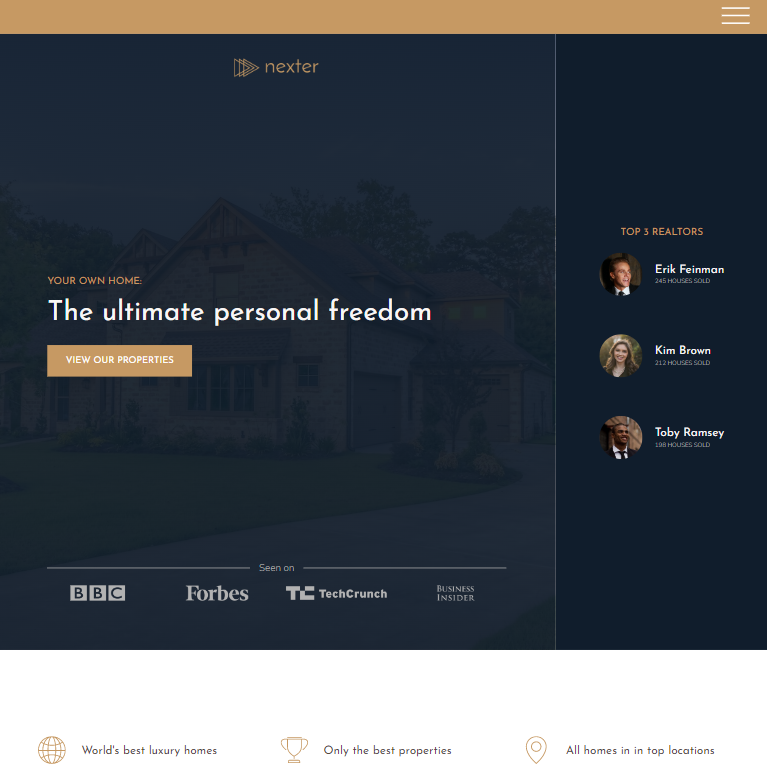 nexter
YOUR OWN HOME:
The ultimate personal freedom
VIEW OUR PROPERTIES
Seen on
BBC
Forbes
TC TechCrunch
BUSINESS
INSIDER
TOP 3 REALTORS
Erik Feinman
245 HOUSES SOLD
Kim Brown
212 HOUSES SOLD
Toby Ramsey
198 HOUSES SOLD
World's best luxury homes
Only the best properties
All homes in in top locations